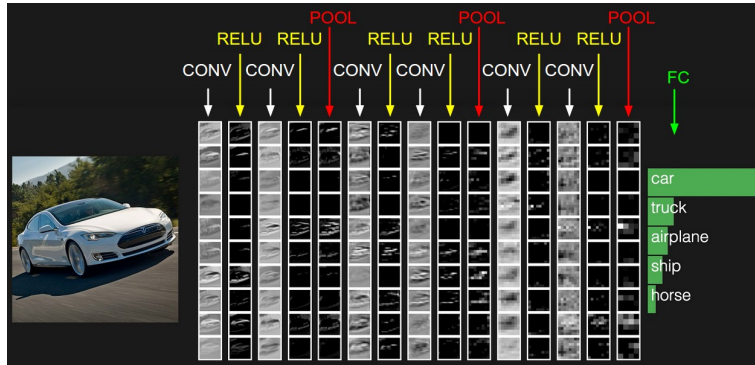 POOL POOL POOL
RELU RELU RELU RELU RELU RELU
CONV CONV CONV CONV CONV CONV
FC
car
truck
airplane
ship
horse